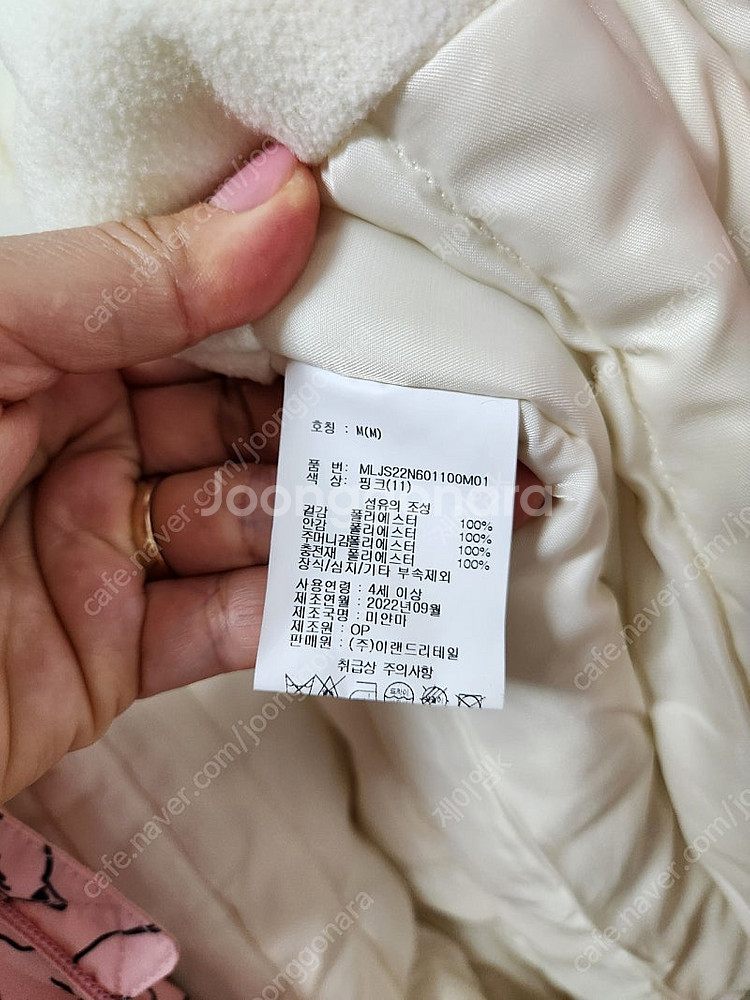 호칭 : M(M)
품 번: MLJS22N601100M01
색 상: 핑크(11)
섬유의 조성
겉감 폴리에스터 100%
안감 폴리에스터 100%
주머니감폴리에스터 100%
충전재 폴리에스터 100%
장식/심지/기타 부속제외
사용연령 : 4세 이상
제조연월 : 2022년09월
제조국명 : 미얀마
제조원 : OP
판매원 : (주)이랜드리테일
취급상 주의사항
Joonggonara
cafe.naver.com/joonggonara